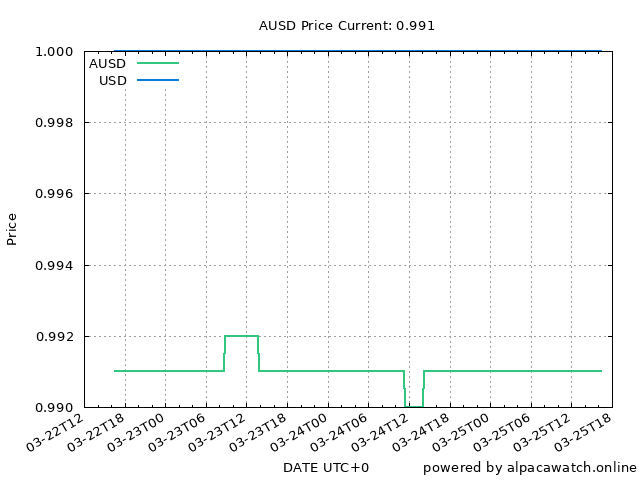 AUSD Price Current: 0.991
1.000
AUSD
USD
0.998
0.996
Price
0.994
0.992
0.990
03-22T12
03-22T18
03-23T00
03-23T06
03-23T12
03-23T18
03-24T00
03-24T06
03-24T12
03-24T18
03-25T00
03-25T06
03-25T12
03-25T18
DATE UTC+0
powered by alpacawatch.online